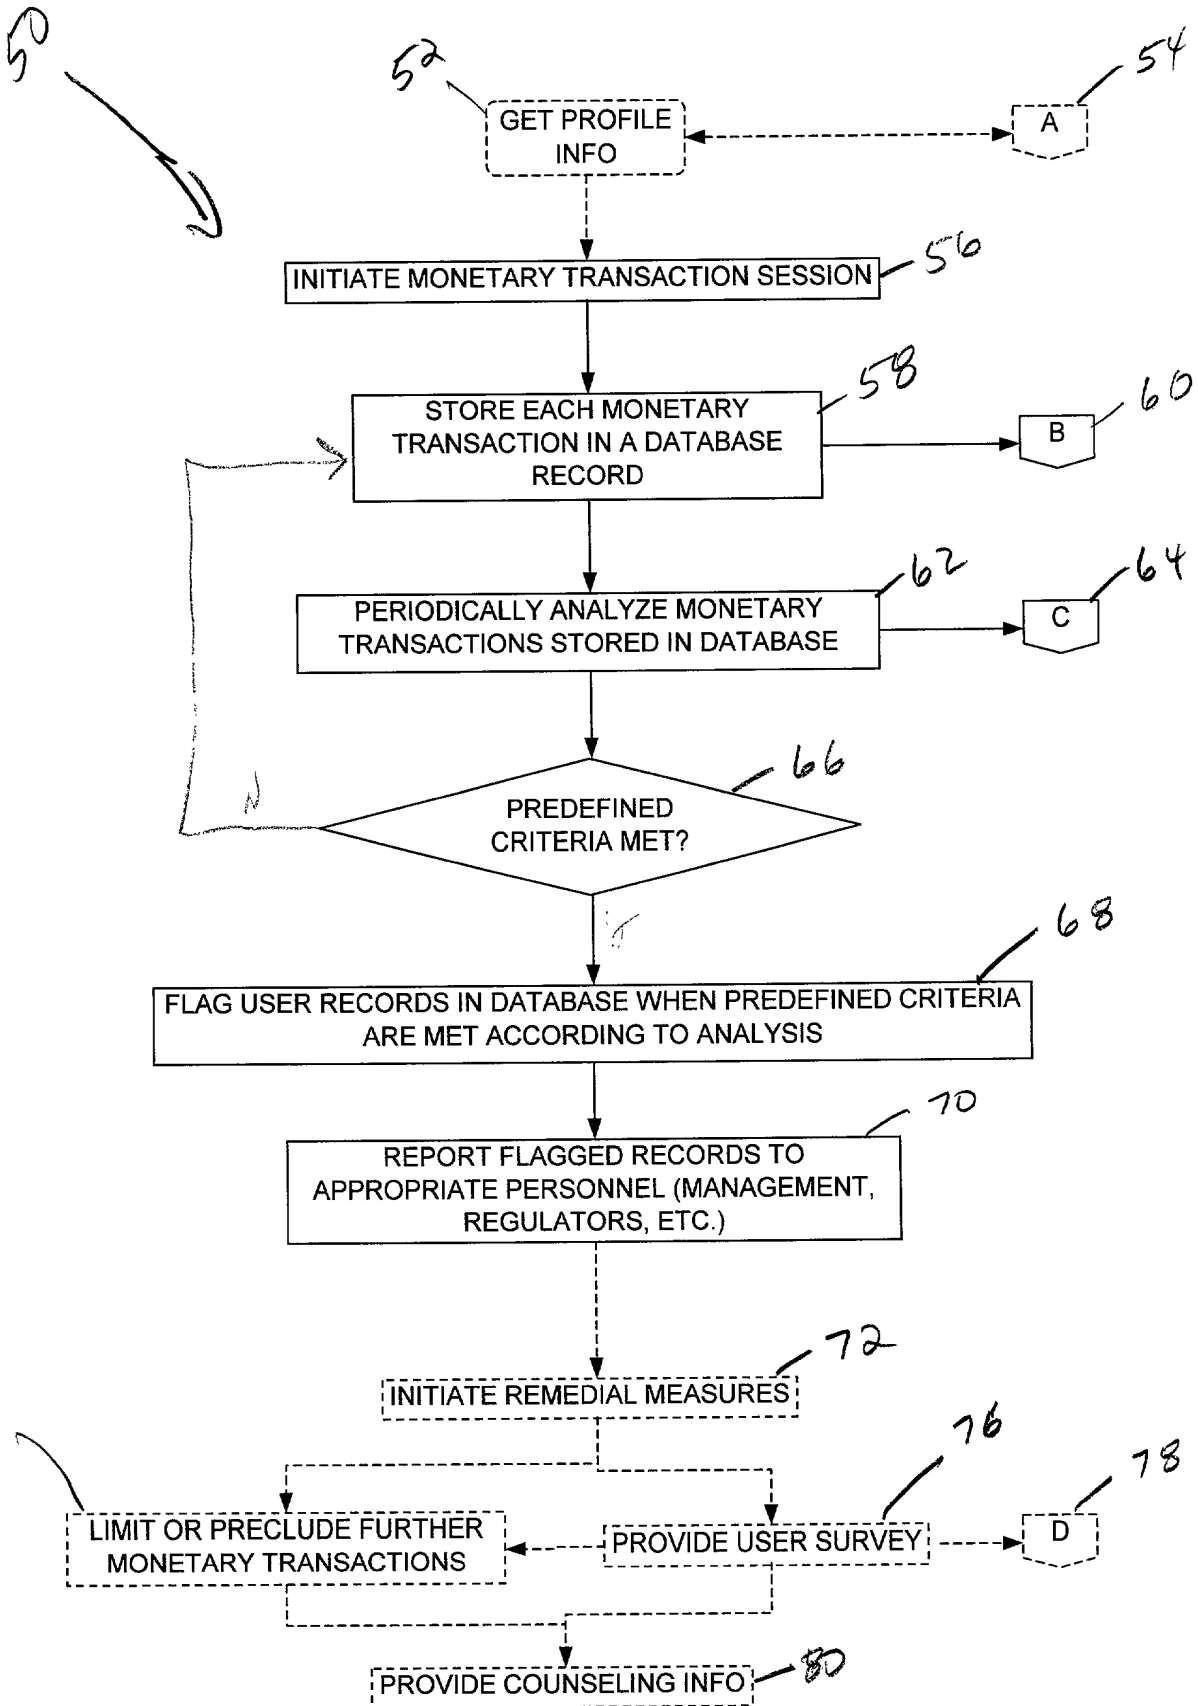 50
52
54
GET PROFILE
INFO
A
INITIATE MONETARY TRANSACTION SESSION
56
58
60
STORE EACH MONETARY
TRANSACTION IN A DATABASE
RECORD
B
62
64
PERIODICALLY ANALYZE MONETARY
TRANSACTIONS STORED IN DATABASE
C
66
N
PREDEFINED
CRITERIA MET?
68
FLAG USER RECORDS IN DATABASE WHEN PREDEFINED CRITERIA
ARE MET ACCORDING TO ANALYSIS
70
REPORT FLAGGED RECORDS TO
APPROPRIATE PERSONNEL (MANAGEMENT,
REGULATORS, ETC.)
72
INITIATE REMEDIAL MEASURES
76
78
LIMIT OR PRECLUDE FURTHER
MONETARY TRANSACTIONS
PROVIDE USER SURVEY
D
PROVIDE COUNSELING INFO
80